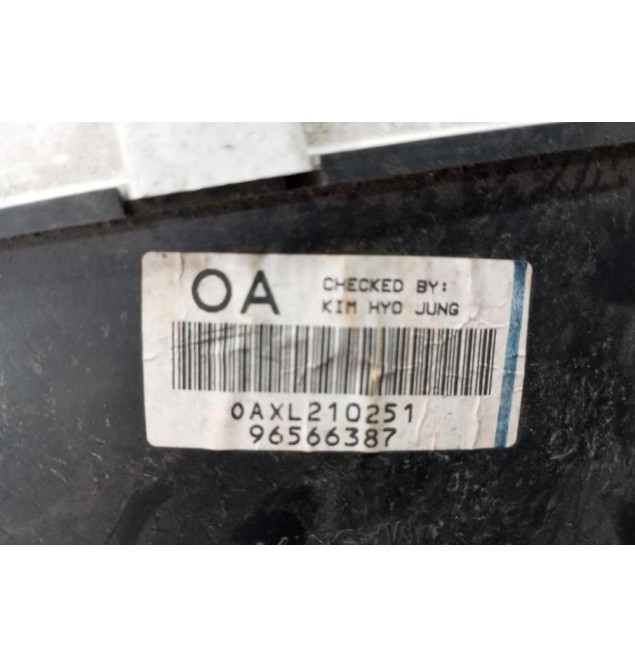 OA
CHECKED BY:
KIM HYO JUNG
0AXL210251
96566387